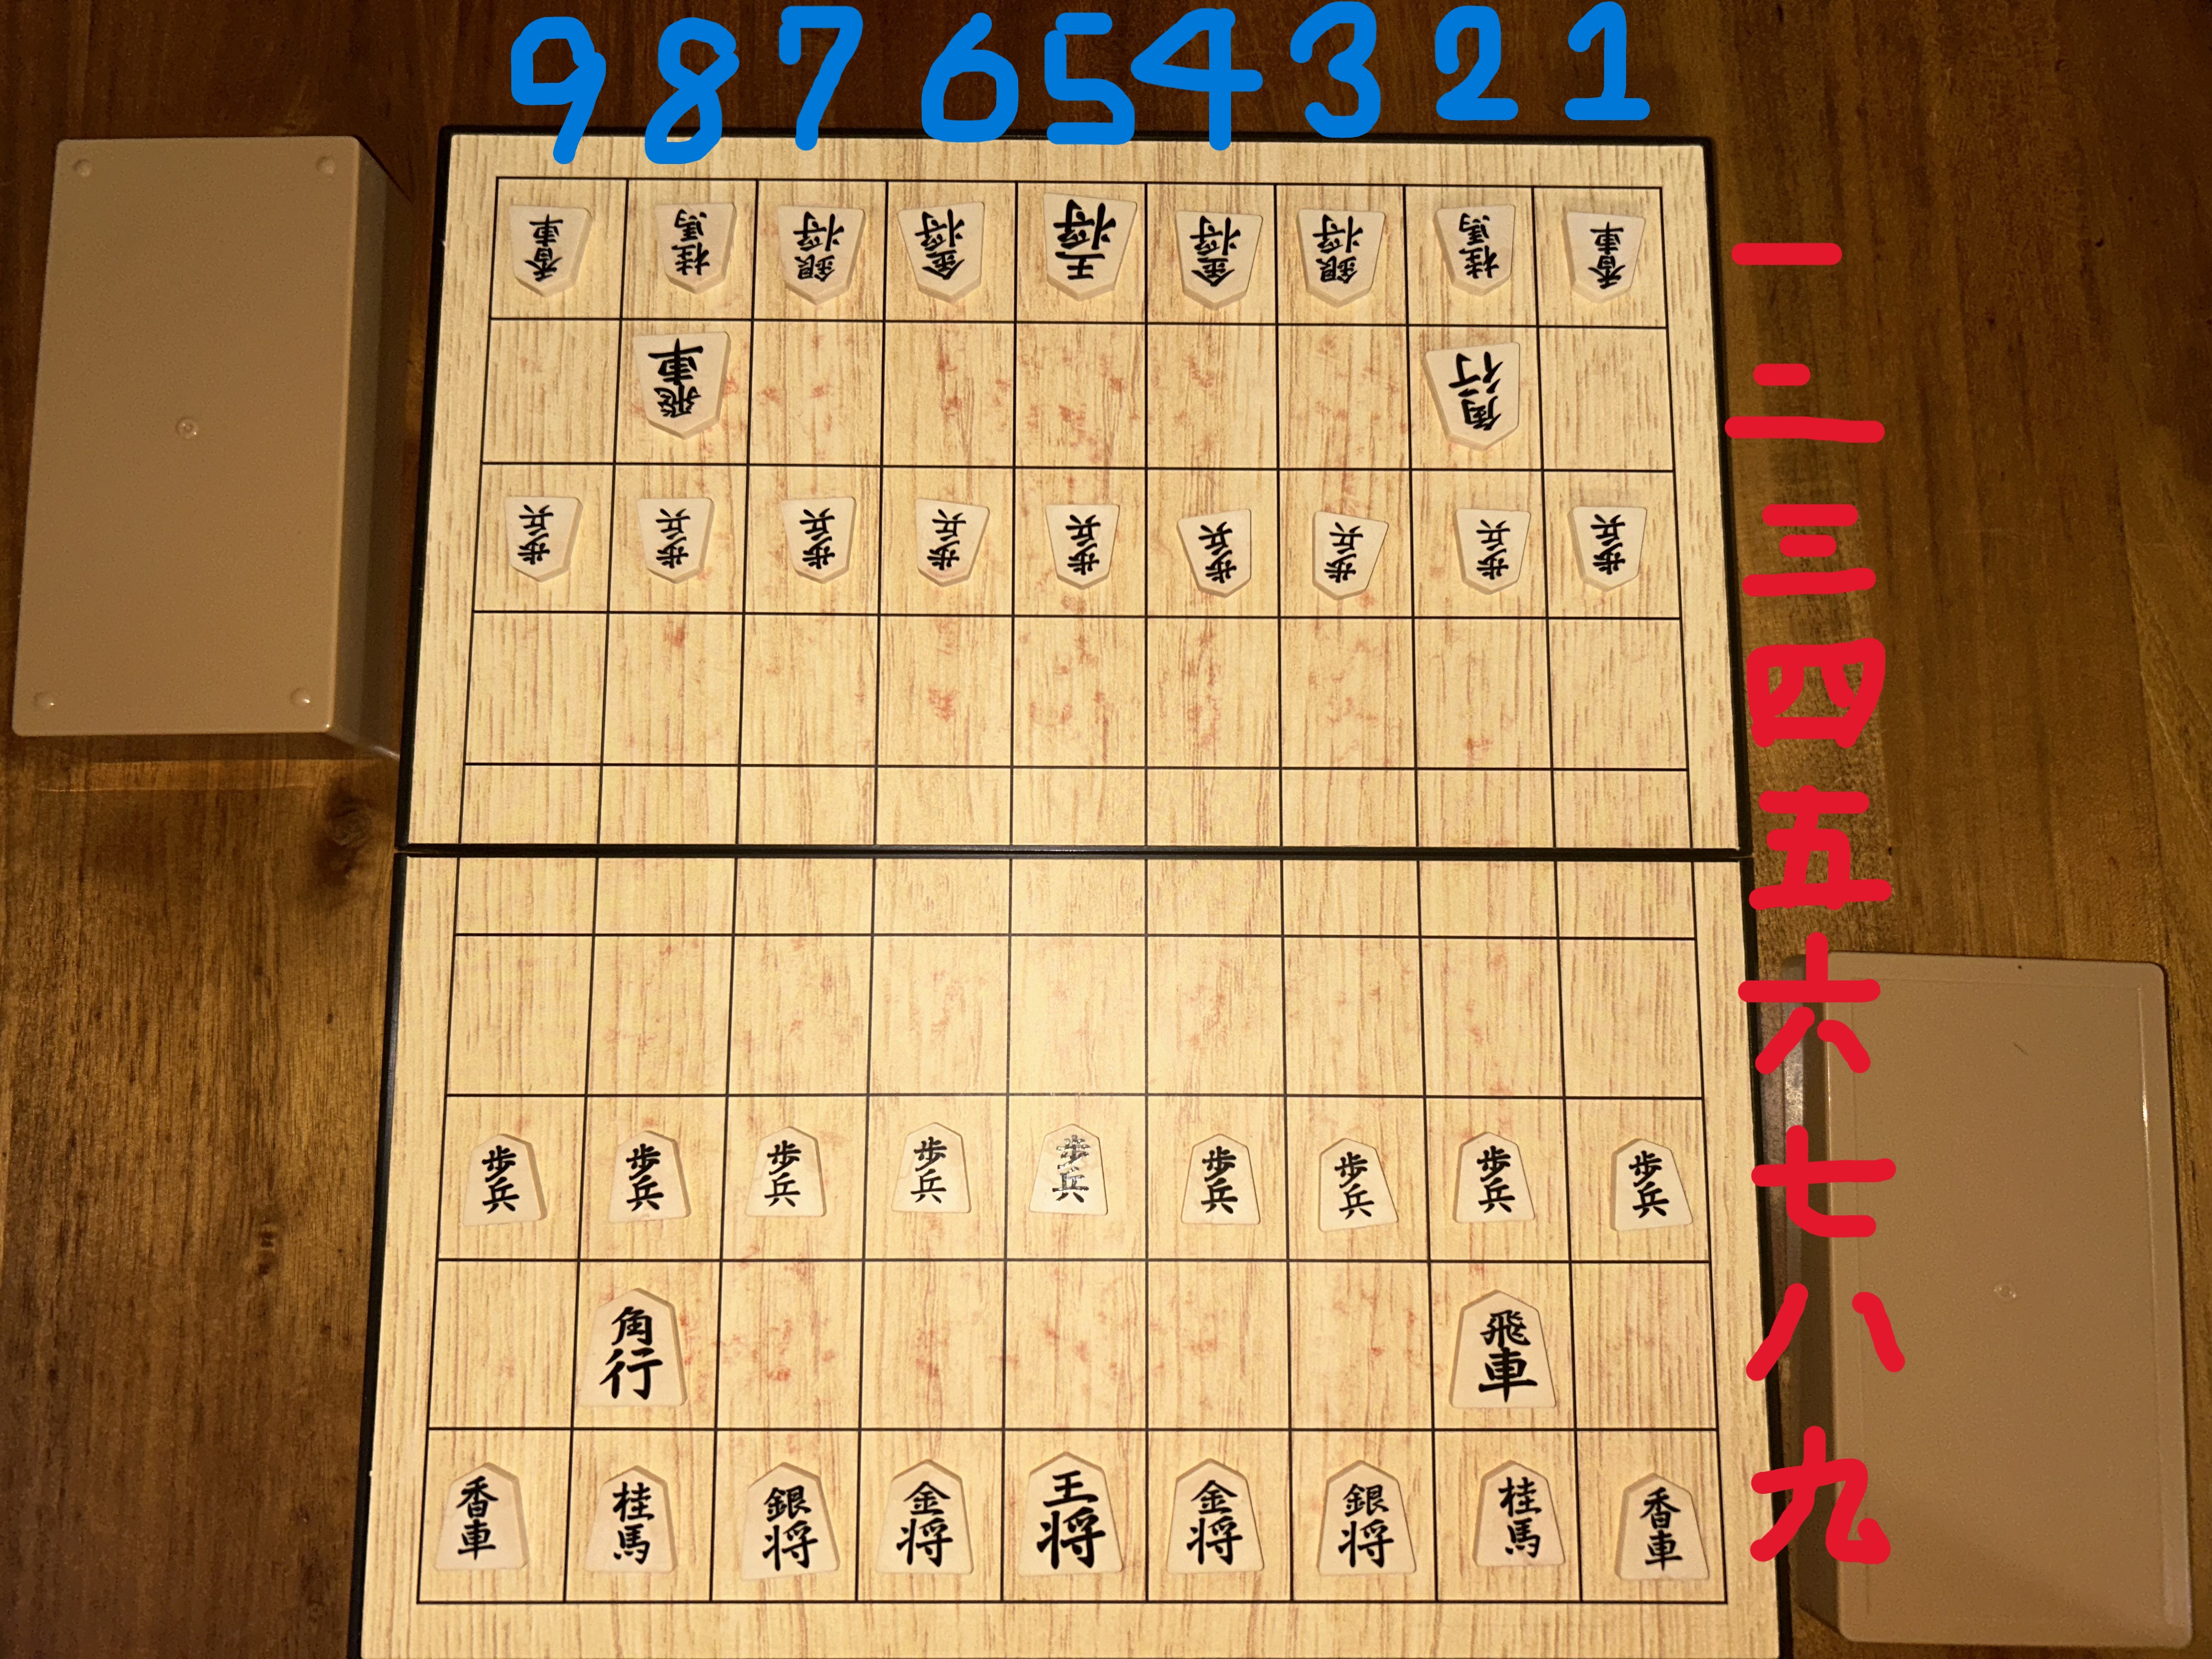 9 8 7 6 5 4 3 2 1
香車 桂馬 銀将 金将 王将 金将 銀将 桂馬 香車 一
飛車 角行 二
歩兵 歩兵 歩兵 歩兵 歩兵 歩兵 歩兵 歩兵 歩兵 三
四
五
六
歩兵 歩兵 歩兵 歩兵 歩兵 歩兵 歩兵 歩兵 歩兵 七
角行 飛車 八
香車 桂馬 銀将 金将 王将 金将 銀将 桂馬 香車 九